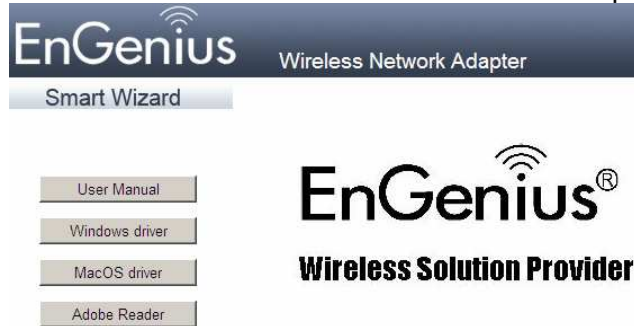 EnGenius
Wireless Network Adapter
Smart Wizard
User Manual
Windows driver
MacOS driver
Adobe Reader
EnGenius®
Wireless Solution Provider